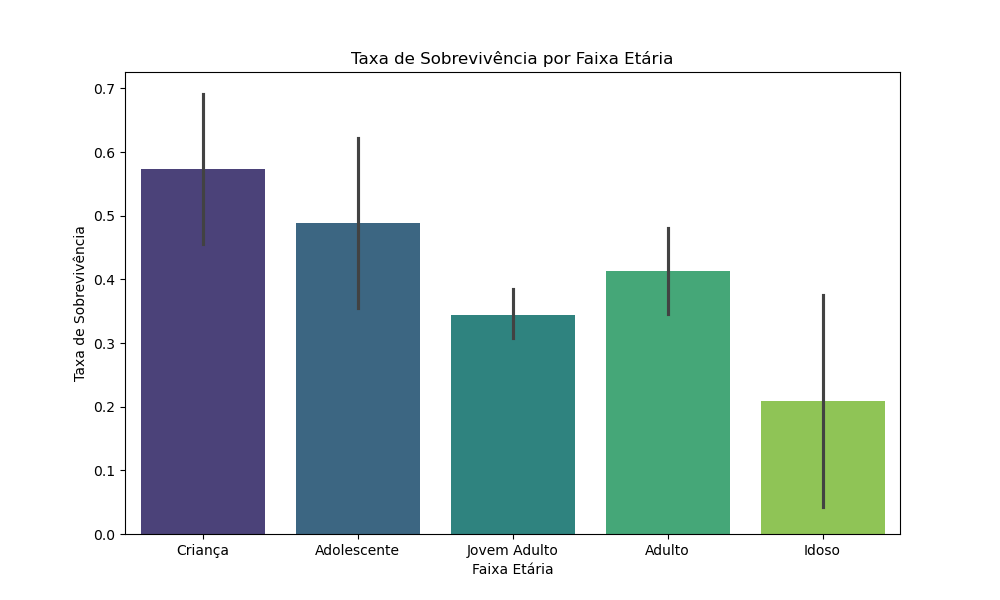 Taxa de Sobrevivência por Faixa Etária
Taxa de Sobrevivência
0.7
0.6
0.5
0.4
0.3
0.2
0.1
0.0
Criança Adolescente Jovem Adulto Adulto Idoso
Faixa Etária